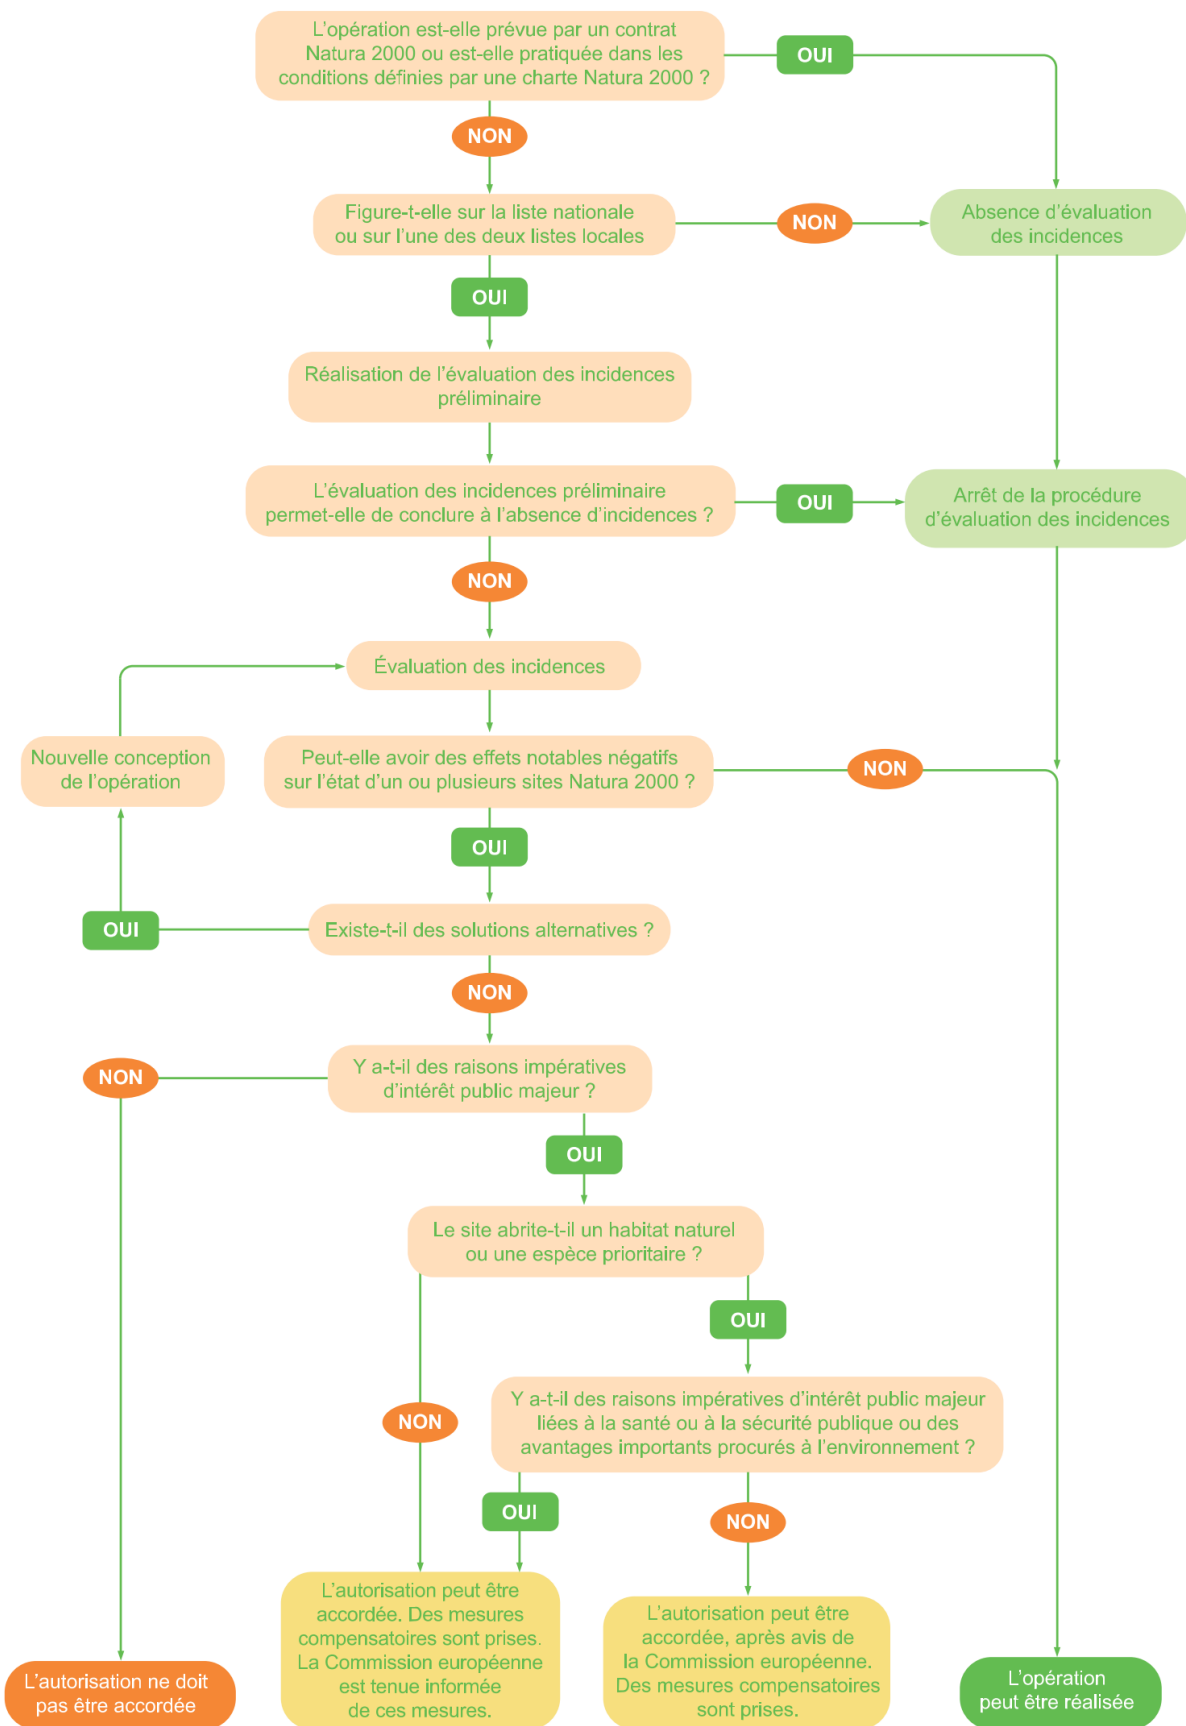 L'opération est-elle prévue par un contrat
Natura 2000 ou est-elle pratiquée dans les
conditions définies par une charte Natura 2000 ?
OUI
NON
Figure-t-elle sur la liste nationale
ou sur l'une des deux listes locales
NON
Absence d'évaluation
des incidences
OUI
Réalisation de l'évaluation des incidences
préliminaire
L'évaluation des incidences préliminaire
permet-elle de conclure à l'absence d'incidences ?
OUI
Arrêt de la procédure
d'évaluation des incidences
NON
Évaluation des incidences
Nouvelle conception
de l'opération
Peut-elle avoir des effets notables négatifs
sur l'état d'un ou plusieurs sites Natura 2000 ?
NON
OUI
OUI
Existe-t-il des solutions alternatives ?
NON
Y a-t-il des raisons impératives
d'intérêt public majeur ?
NON
OUI
Le site abrite-t-il un habitat naturel
ou une espèce prioritaire ?
OUI
Y a-t-il des raisons impératives d'intérêt public majeur
liées à la santé ou à la sécurité publique ou des
avantages importants procurés à l'environnement ?
NON
OUI
NON
L'autorisation peut être
accordée. Des mesures
compensatoires sont prises.
La Commission européenne
est tenue informée
de ces mesures.
L'autorisation peut être
accordée, après avis de
la Commission européenne.
Des mesures compensatoires
sont prises.
L'autorisation ne doit
pas être accordée
L'opération
peut être réalisée